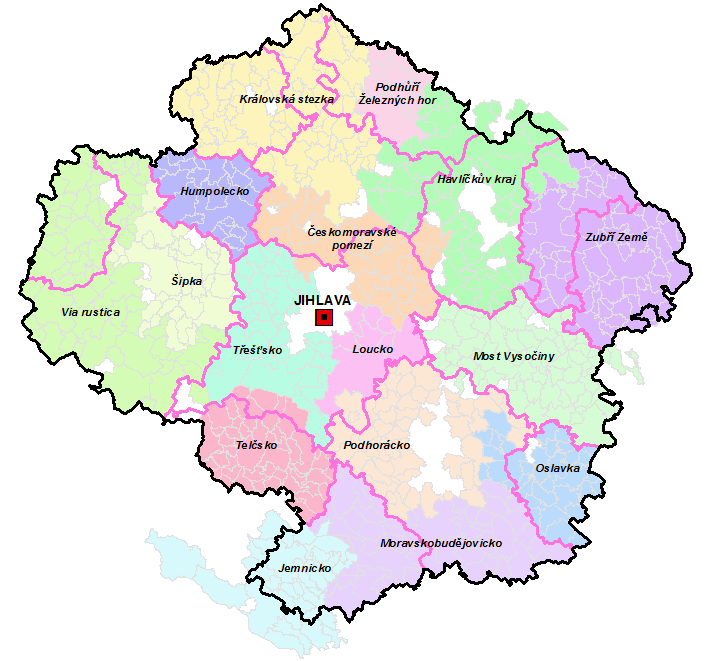 Podhůří
Železných hor
Královská stezka
Havlíčkův kraj
Humpolecko
Českomoravské
pomezí
Zubří Země
Šipka
JIHLAVA
Via rustica
Třešťsko
Loucko
Most Vysočiny
Telčsko
Podhorácko
Oslavka
Moravskobudějovicko
Jemnicko